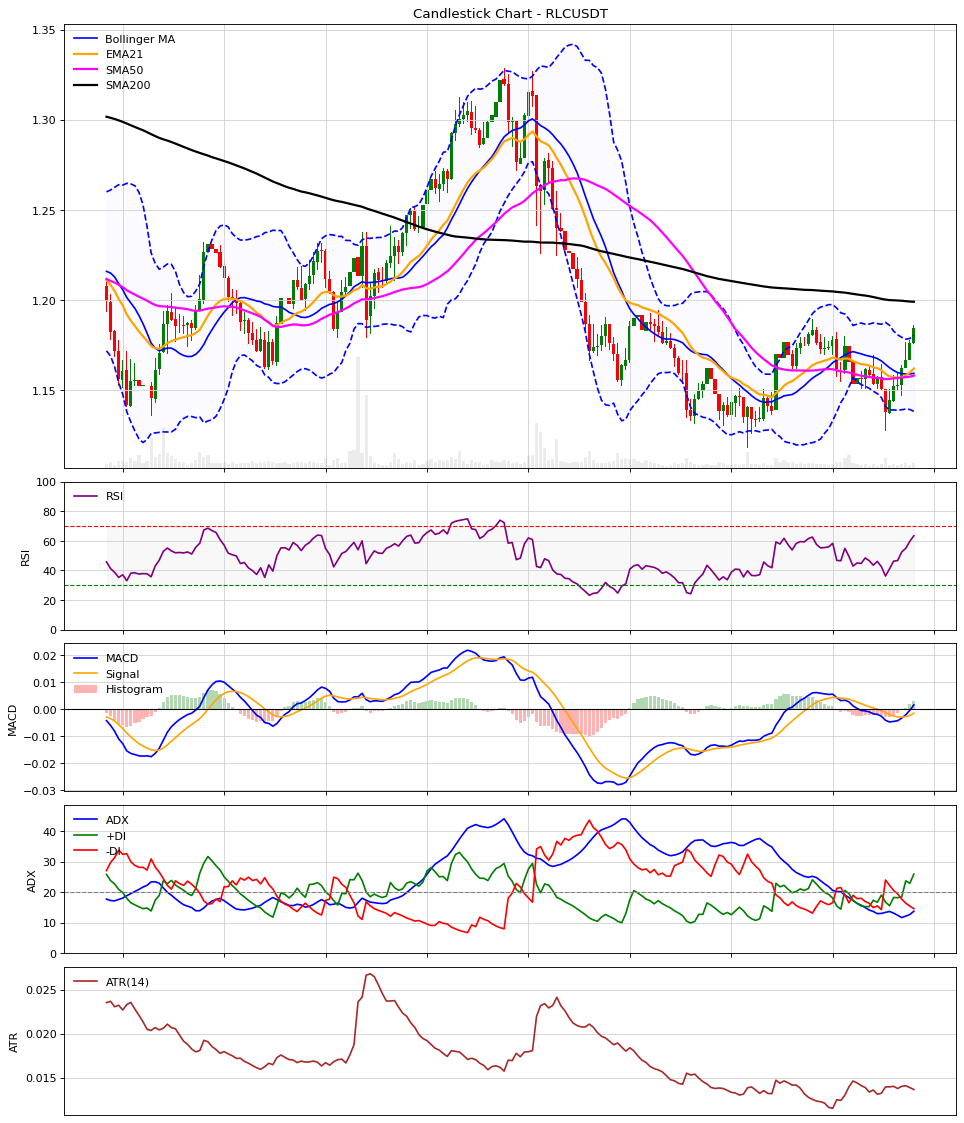 Candlestick Chart - RLCUSDT
1.35
1.30
1.25
1.20
1.15
Bollinger MA
EMA21
SMA50
SMA200
100
80
60
40
20
0
RSI
RSI
0.02
0.01
0.00
−0.01
−0.02
−0.03
MACD
MACD
Signal
Histogram
40
30
20
10
0
ADX
ADX
+DI
-DI
0.025
0.020
0.015
ATR
ATR(14)